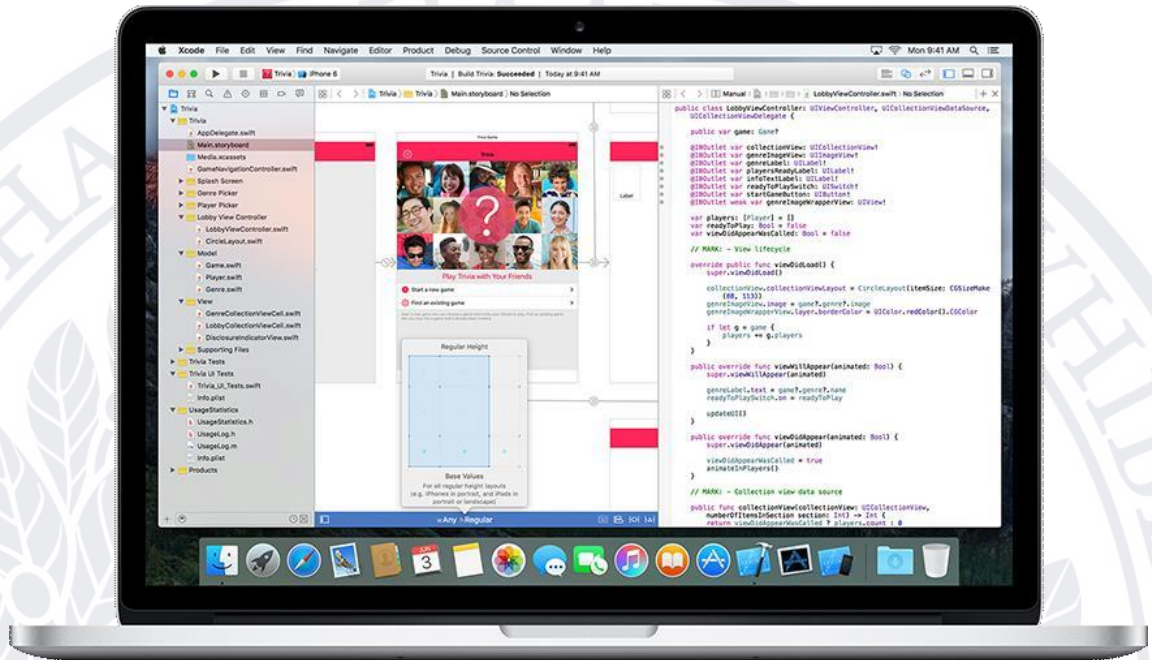 Xcode File Edit View Find Navigate Editor Product Debug Source Control Window Help
Mon 9:41 AM
Trivia
iPhone 6
Trivia | Build Trivia: Succeeded | Today at 9:41 AM
Trivia
Trivia
Main.storyboard
No Selection
Manual
LobbyViewController.swift
No Selection
Trivia
Trivia
AppDelegate.swift
Main.storyboard
Media.xcassets
GameNavigationController.swift
Splash Screen
Genre Picker
Player Picker
Lobby View Controller
LobbyViewController.swift
CircleLayout.swift
Model
Game.swift
Player.swift
Genre.swift
View
GenreCollectionViewCell.swift
LobbyCollectionViewCell.swift
DisclosureIndicatorView.swift
Supporting Files
Trivia Tests
Trivia UI Tests
Trivia_UI_Tests.swift
Info.plist
UsageStatistics
UsageStatistics.h
UsageLog.h
UsageLog.m
Info.plist
Products
Trivia
?
Play Trivia with Your Friends
Start a new game
Find an existing game
Label
Regular Height
Base Values
For all regular height layouts
(e.g. iPhones in portrait, and iPads in
portrait or landscape)
wAny hRegular
public class LobbyViewController: UIViewController, UICollectionViewDataSource,
UICollectionViewDelegate {
public var game: Game?
@IBOutlet var collectionView: UICollectionView!
@IBOutlet var genreImageView: UIImageView!
@IBOutlet var genreLabel: UILabel!
@IBOutlet var playersReadyLabel: UILabel!
@IBOutlet var infoTextLabel: UILabel!
@IBOutlet var readyToPlaySwitch: UISwitch!
@IBOutlet var startGameButton: UIButton!
@IBOutlet weak var genreImageWrapperView: UIView!
var players: [Player] = []
var readyToPlay: Bool = false
var viewDidAppearWasCalled: Bool = false
// MARK: - View lifecycle
override public func viewDidLoad() {
super.viewDidLoad()
collectionView.collectionViewLayout = CircleLayout(itemSize: CGSizeMake
(88, 113))
genreImageView.image = game?.genre?.image
genreImageWrapperView.layer.borderColor = UIColor.redColor().CGColor
if let g = game {
players += g.players
}
}
public override func viewWillAppear(animated: Bool) {
super.viewWillAppear(animated)
genreLabel.text = game?.genre?.name
readyToPlaySwitch.on = readyToPlay
updateUI()
}
public override func viewDidAppear(animated: Bool) {
super.viewDidAppear(animated)
viewDidAppearWasCalled = true
animateInPlayers()
}
// MARK: - Collection view data source
public func collectionView(collectionView: UICollectionView,
numberOfItemsInSection section: Int) -> Int {
return viewDidAppearWasCalled ? players.count : 0
JUN
3